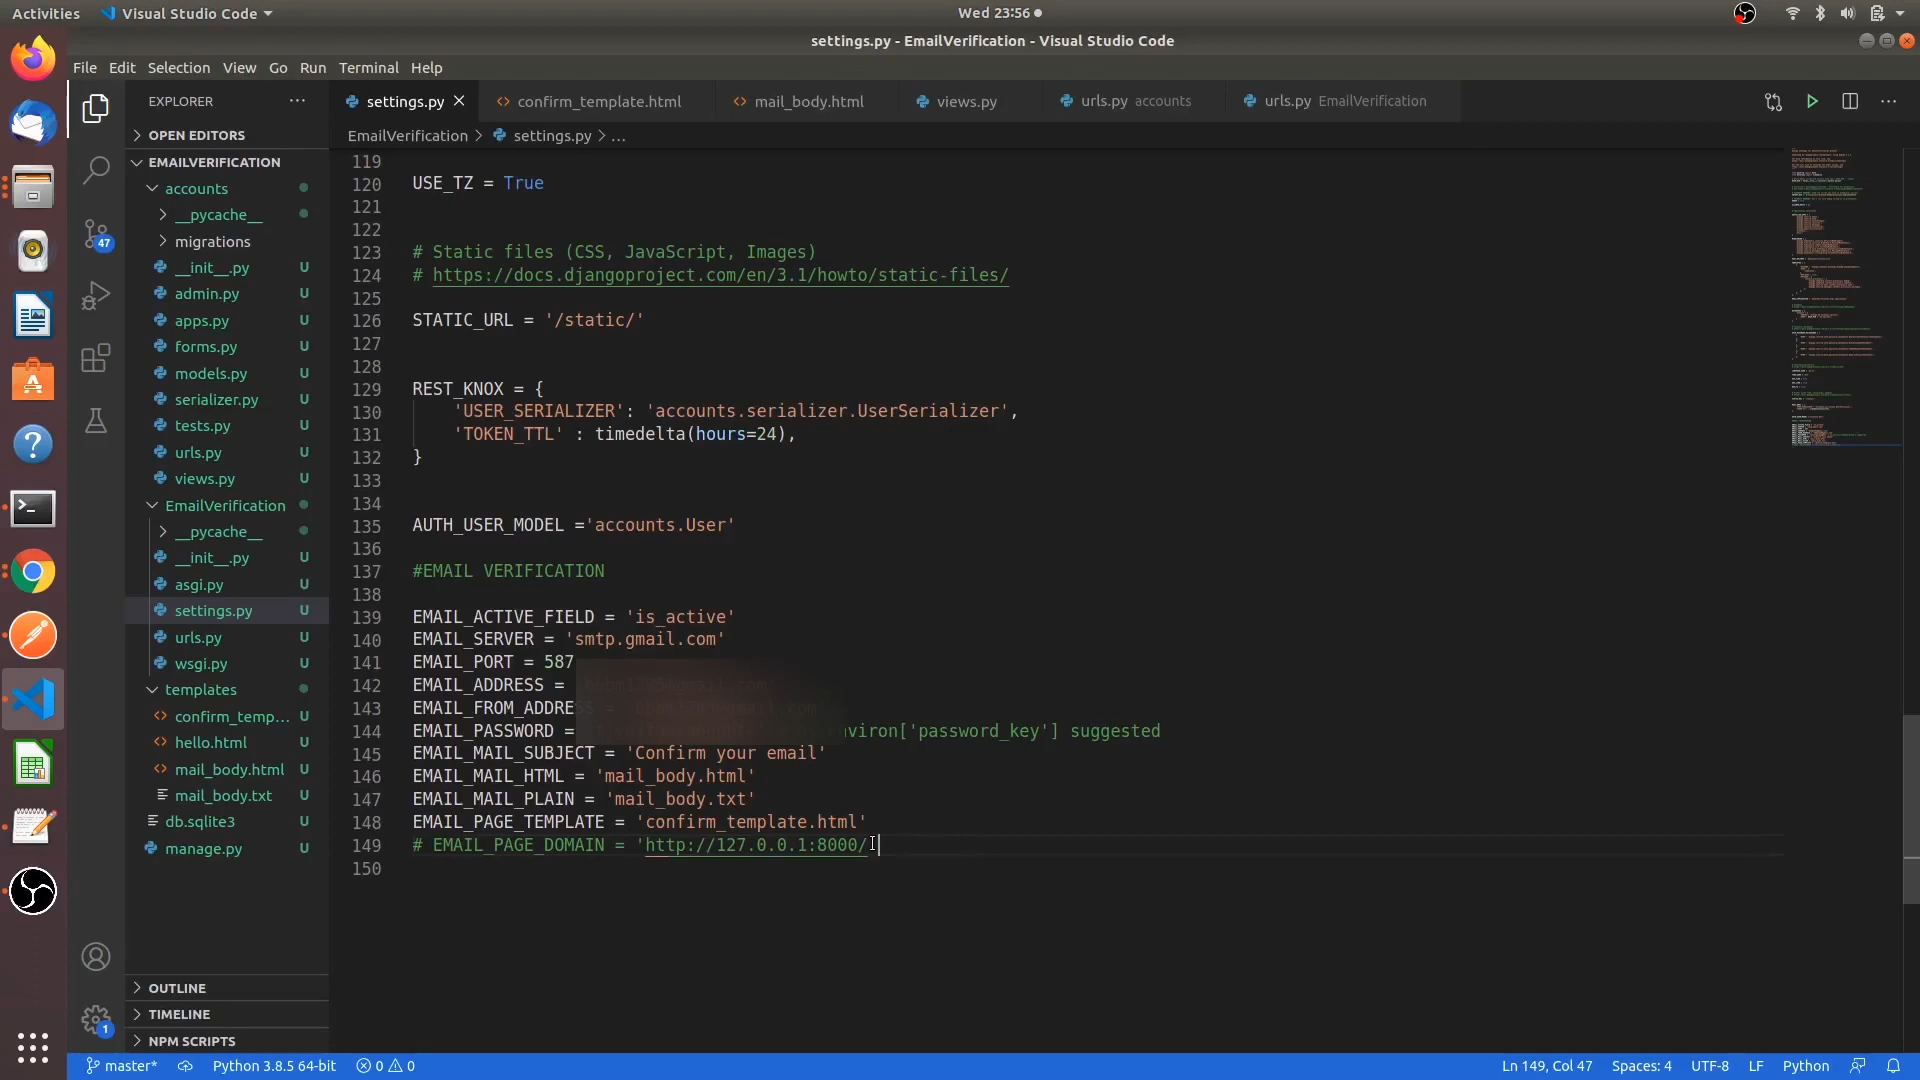 Activities
Visual Studio Code
Wed 23:56
settings.py - EmailVerification - Visual Studio Code
File Edit Selection View Go Run Terminal Help
EXPLORER
settings.py
confirm_template.html
mail_body.html
views.py
urls.py accounts
urls.py EmailVerification
OPEN EDITORS
EmailVerification > settings.py > ...
EMAILVERIFICATION
accounts
__pycache__
migrations
__init__.py U
admin.py U
apps.py U
forms.py U
models.py U
serializer.py U
tests.py U
urls.py U
views.py U
EmailVerification
__pycache__
__init__.py U
asgi.py U
settings.py U
urls.py U
wsgi.py U
templates
confirm_temp... U
hello.html U
mail_body.html U
mail_body.txt U
db.sqlite3 U
manage.py U
OUTLINE
TIMELINE
NPM SCRIPTS
47
1
119
120 USE_TZ = True
121
122
123 # Static files (CSS, JavaScript, Images)
124 # https://docs.djangoproject.com/en/3.1/howto/static-files/
125
126 STATIC_URL = '/static/'
127
128
129 REST_KNOX = {
130 'USER_SERIALIZER': 'accounts.serializer.UserSerializer',
131 'TOKEN_TTL' : timedelta(hours=24),
132 }
133
134
135 AUTH_USER_MODEL ='accounts.User'
136
137 #EMAIL VERIFICATION
138
139 EMAIL_ACTIVE_FIELD = 'is_active'
140 EMAIL_SERVER = 'smtp.gmail.com'
141 EMAIL_PORT = 587
142 EMAIL_ADDRESS =
143 EMAIL_FROM_ADDRESS =
144 EMAIL_PASSWORD = nviron['password_key'] suggested
145 EMAIL_MAIL_SUBJECT = 'Confirm your email'
146 EMAIL_MAIL_HTML = 'mail_body.html'
147 EMAIL_MAIL_PLAIN = 'mail_body.txt'
148 EMAIL_PAGE_TEMPLATE = 'confirm_template.html'
149 # EMAIL_PAGE_DOMAIN = 'http://127.0.0.1:8000/
150
master*
Python 3.8.5 64-bit
0 0
Ln 149, Col 47
Spaces: 4
UTF-8
LF
Python